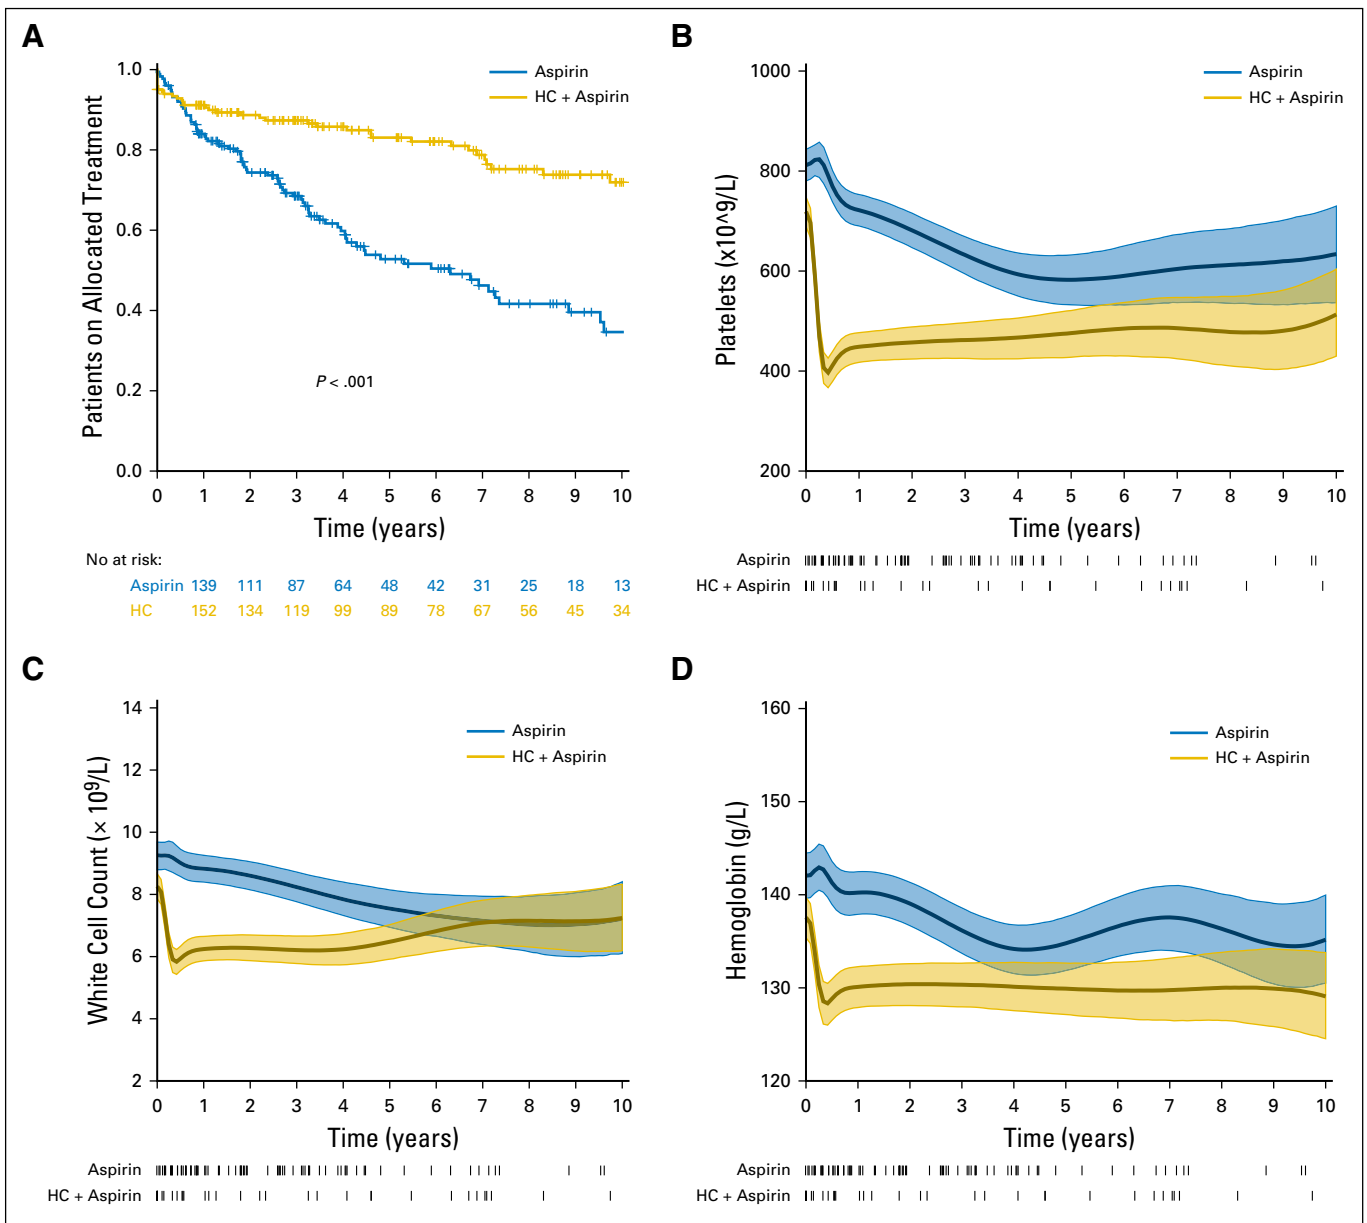 A
1.0
0.8
0.6
0.4
0.2
0.0
Patients on Allocated Treatment
Aspirin
HC + Aspirin
P < .001
0 1 2 3 4 5 6 7 8 9 10
Time (years)
No at risk:
Aspirin 139 111 87 64 48 42 31 25 18 13
HC 152 134 119 99 89 78 67 56 45 34
B
1000
800
600
400
200
Platelets (x10^9/L)
Aspirin
HC + Aspirin
0 1 2 3 4 5 6 7 8 9 10
Time (years)
Aspirin
HC + Aspirin
C
14
12
10
8
6
4
2
White Cell Count (× 10⁹/L)
Aspirin
HC + Aspirin
0 1 2 3 4 5 6 7 8 9 10
Time (years)
Aspirin
HC + Aspirin
D
160
150
140
130
120
Hemoglobin (g/L)
Aspirin
HC + Aspirin
0 1 2 3 4 5 6 7 8 9 10
Time (years)
Aspirin
HC + Aspirin